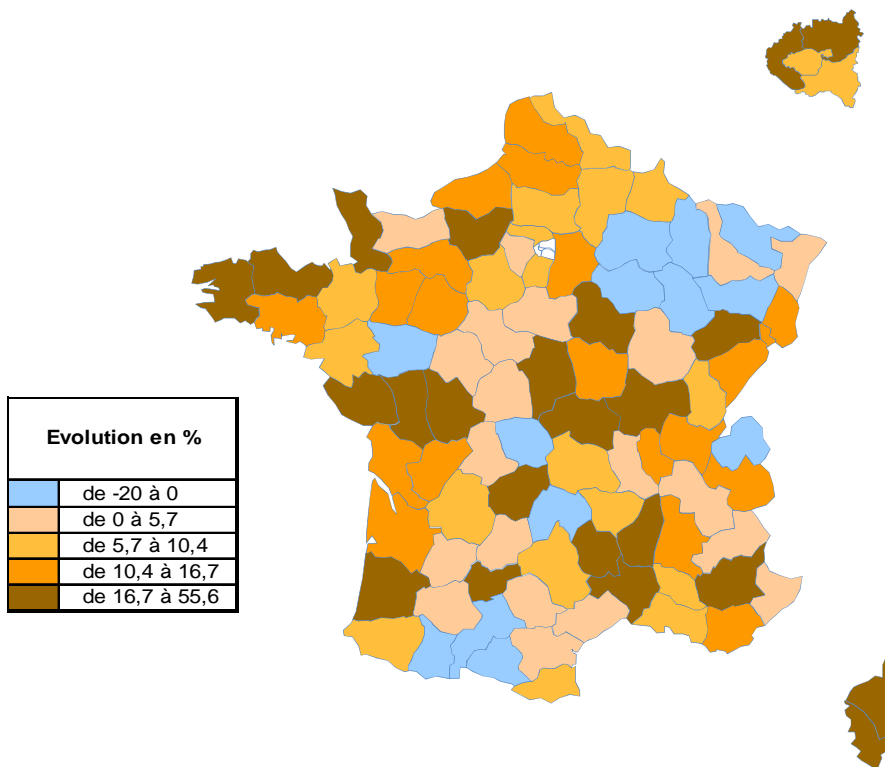 Evolution en %
de -20 à 0
de 0 à 5,7
de 5,7 à 10,4
de 10,4 à 16,7
de 16,7 à 55,6